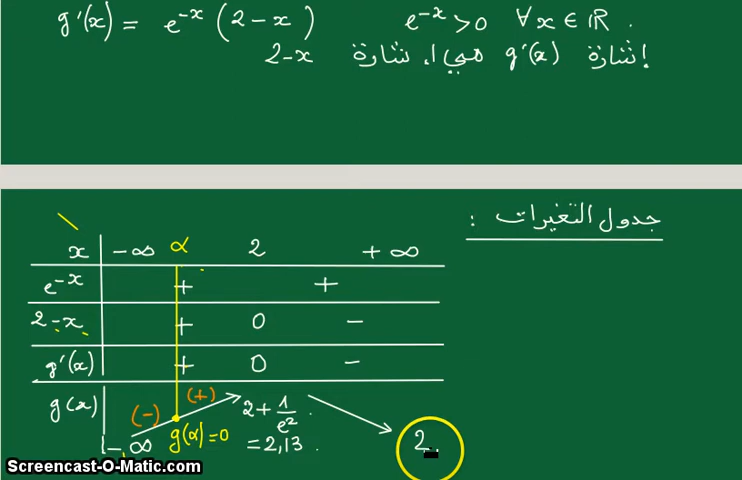 g'(x) = e^{-x} (2-x) e^{-x} > 0 ∀x ∈ ℝ.
إشارة g'(x) هي إشارة 2-x
جدول التغيرات :
x -∞ α 2 +∞
e^{-x} + +
2-x + 0 -
g'(x) + 0 -
g(x) (-) (+) 2+1/e² .
-∞ g(α)=0 =2,13 . 2
Screencast-O-Matic.com